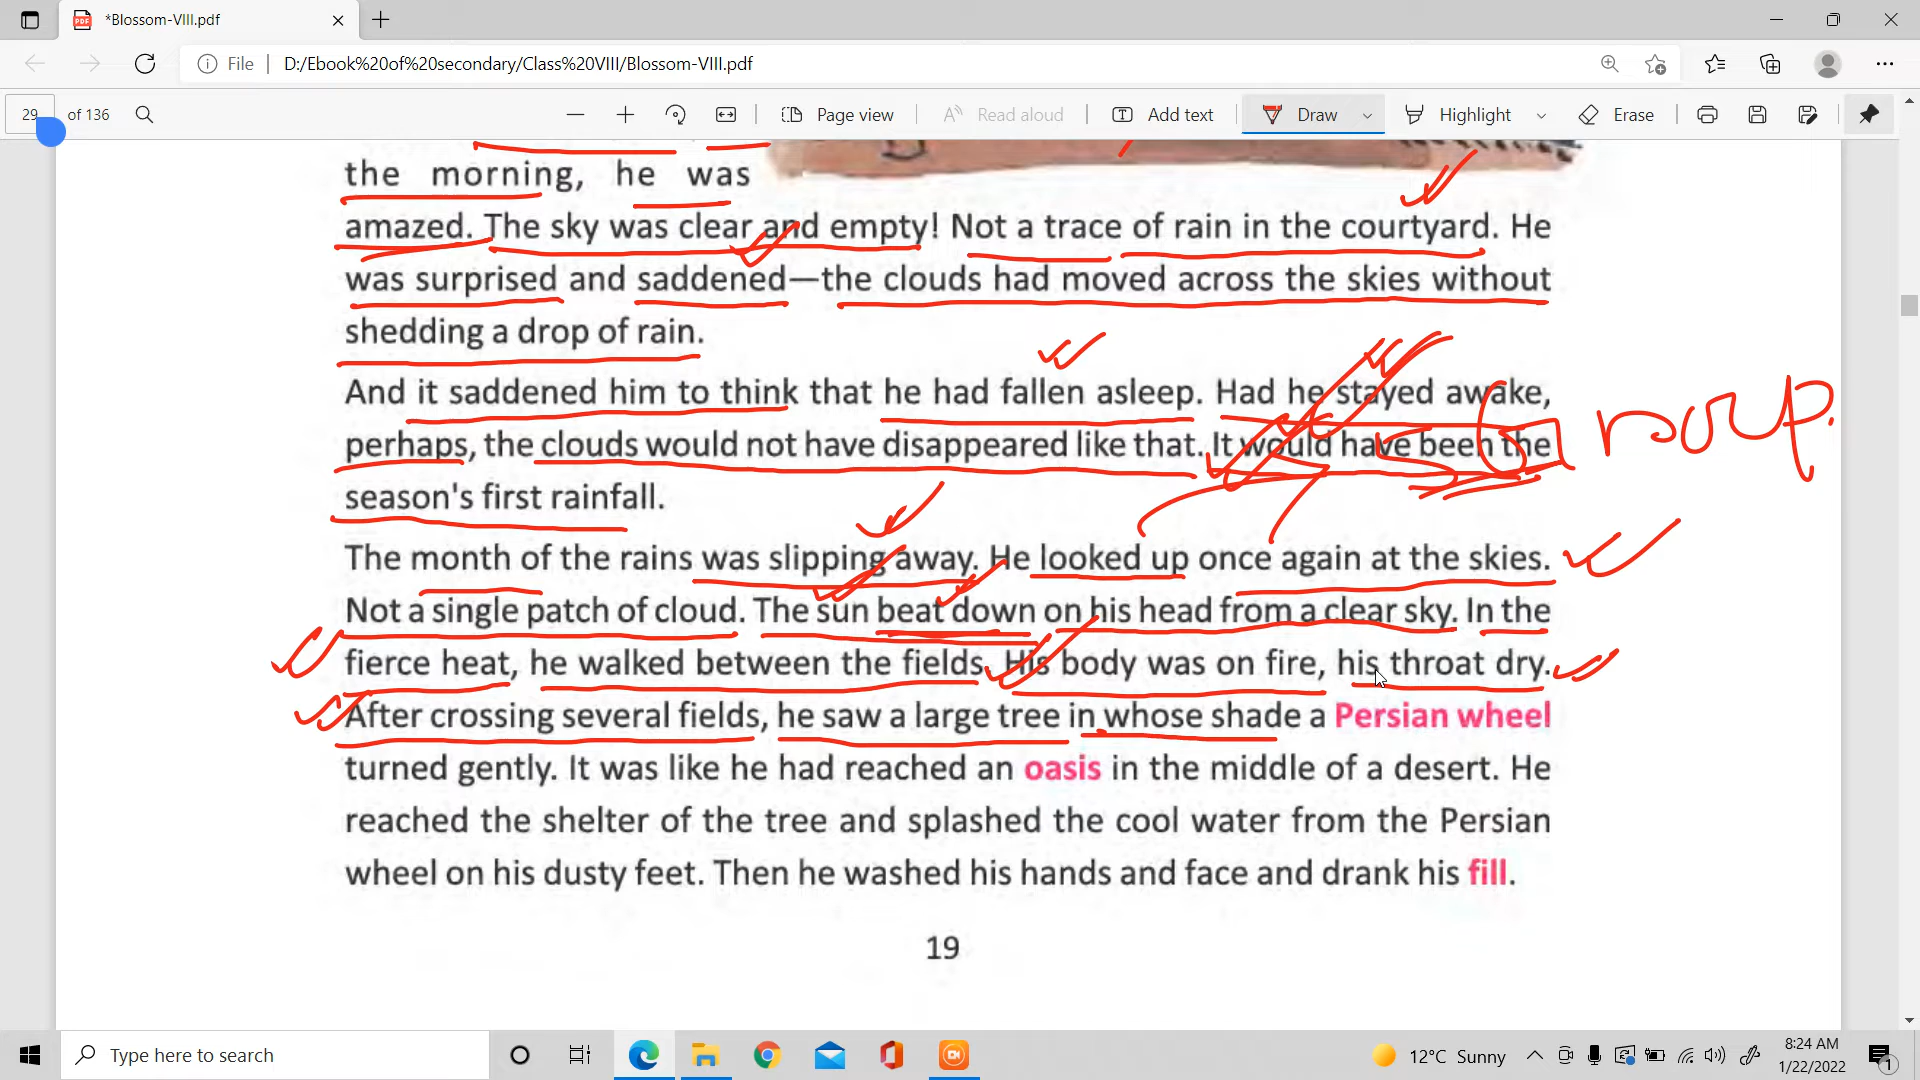 *Blossom-VIII.pdf
File | D:/Ebook%20of%20secondary/Class%20VIII/Blossom-VIII.pdf
29 of 136 Page view Read aloud Add text Draw Highlight Erase
the morning, he was
amazed. The sky was clear and empty! Not a trace of rain in the courtyard. He
was surprised and saddened—the clouds had moved across the skies without
shedding a drop of rain.
And it saddened him to think that he had fallen asleep. Had he stayed awake,
perhaps, the clouds would not have disappeared like that. It would have been the
season's first rainfall.
The month of the rains was slipping away. He looked up once again at the skies.
Not a single patch of cloud. The sun beat down on his head from a clear sky. In the
fierce heat, he walked between the fields. His body was on fire, his throat dry.
After crossing several fields, he saw a large tree in whose shade a Persian wheel
turned gently. It was like he had reached an oasis in the middle of a desert. He
reached the shelter of the tree and splashed the cool water from the Persian
wheel on his dusty feet. Then he washed his hands and face and drank his fill.
19
Type here to search
12°C Sunny
8:24 AM
1/22/2022
1